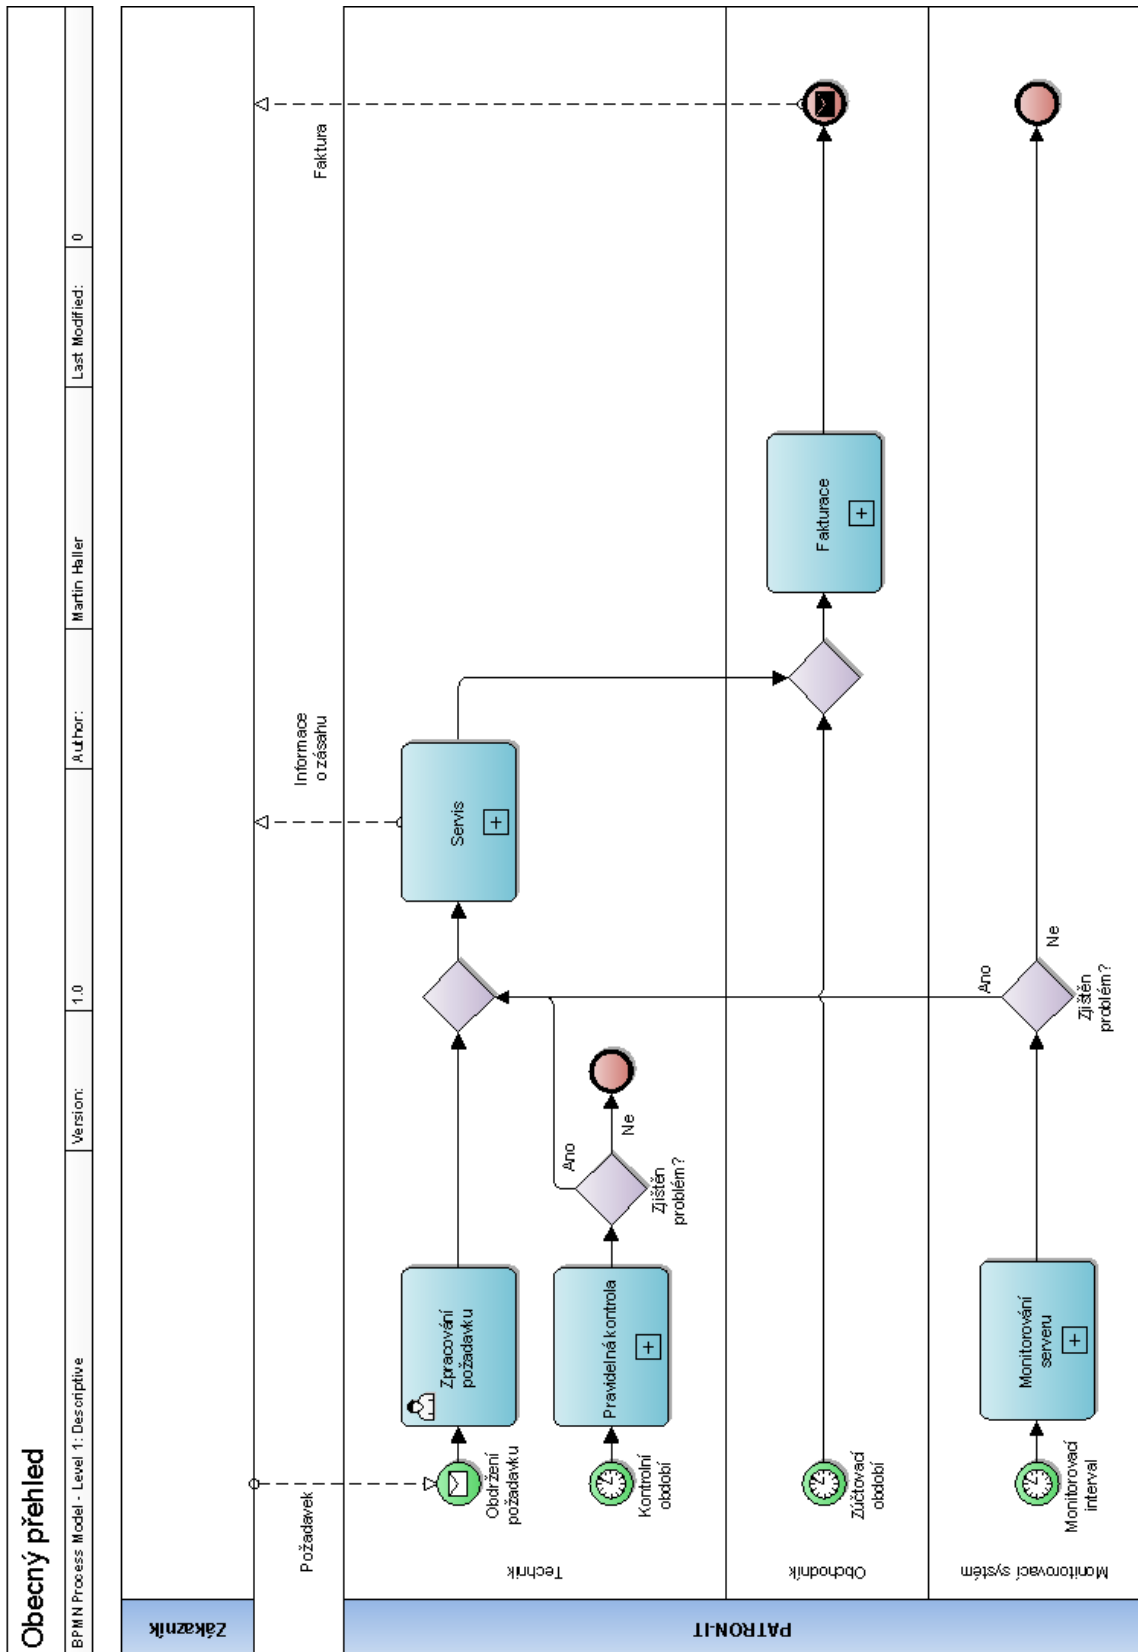 Obecný přehled
BPMN Process Model - Level 1: Descriptive
Version:
1.0
Author:
Martin Haller
Last Modified:
0
Zákazník
Požadavek
Informace
o zásahu
Faktura
PATRON-IT
Technik
Obdržení
požadavku
Zpracování
požadavku
Servis
Kontrolní
období
Pravidelná kontrola
Zjištěn
problém?
Ano
Ne
Obchodník
Zúčtovací
období
Fakturace
Monitorovací systém
Monitorovací
interval
Monitorování
serveru
Zjištěn
problém?
Ano
Ne